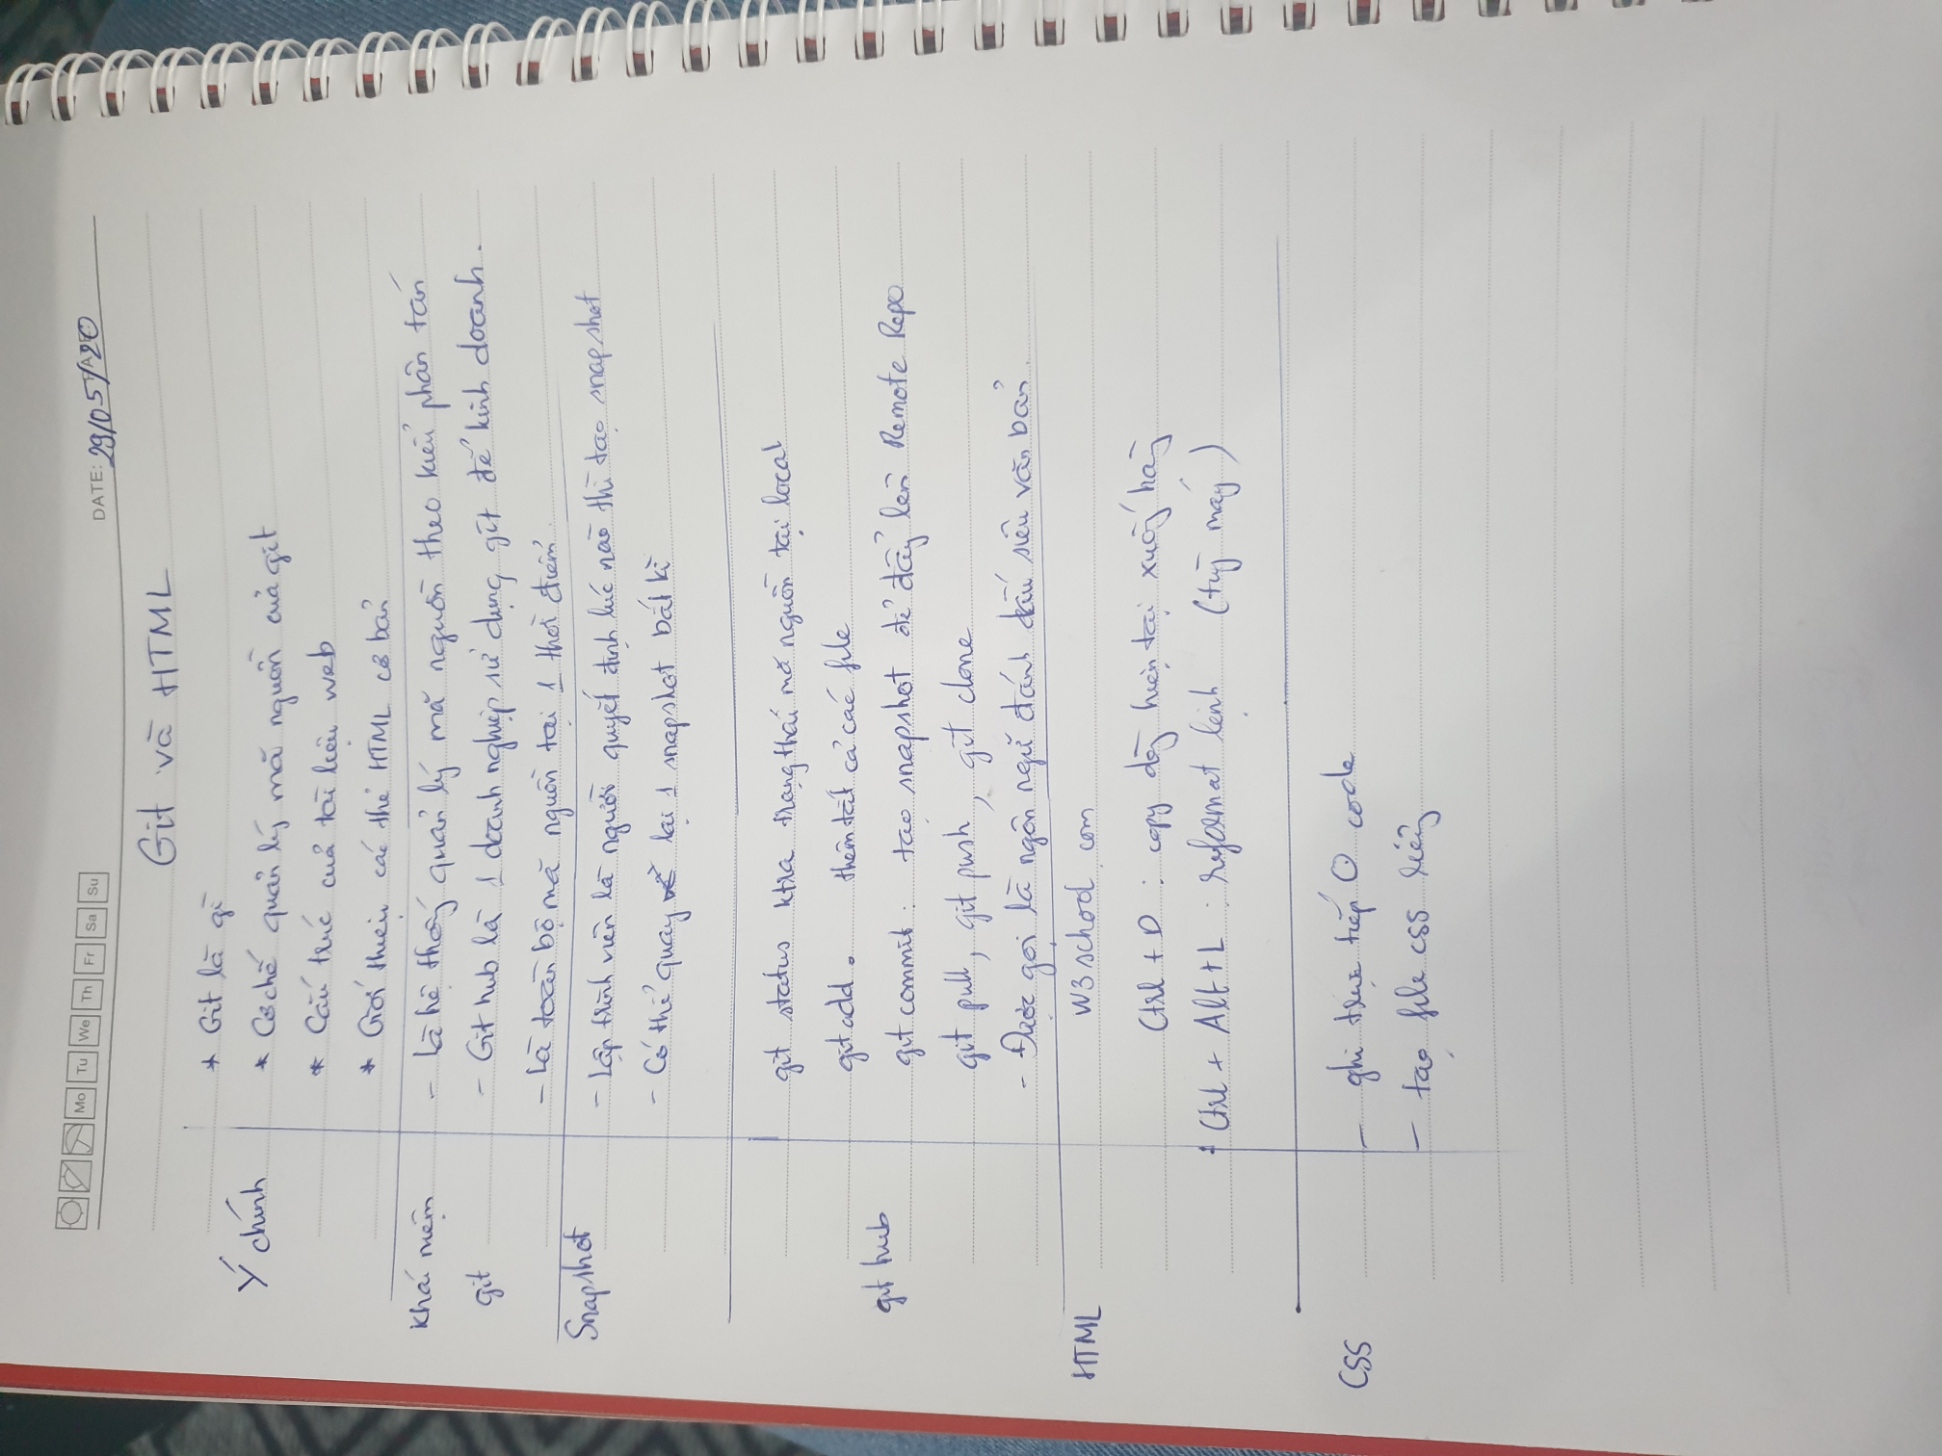 Mo Tu We Th Fr Sa Su
DATE: 29/05/20
Git và HTML
Ý chính
* Git là gì
* Cơ chế quản lý mã nguồn của git
* Cấu trúc của tài liệu web
* Giới thiệu các thẻ HTML cơ bản
Khái niệm
git
- Là hệ thống quản lý mã nguồn theo kiểu phân tán
- Git hub là 1 doanh nghiệp sử dụng git để kinh doanh.
- Là toàn bộ mã nguồn tại 1 thời điểm.
Snapshot
- Lập trình viên là người quyết định lúc nào thì tạo snapshot
- Có thể quay lại 1 snapshot bất kì
git hub
git status ktra trạng thái mã nguồn tại local
git add . thêm tất cả các file
git commit : tạo snapshot để đẩy lên Remote Repo
git pull, git push, git clone
- Được gọi là ngôn ngữ đánh dấu siêu văn bản.
HTML
W3school.com
Ctrl + D : copy dòng hiện tại xuống hàng
Ctrl + Alt + L : reformat lệnh (tuỳ máy)
CSS
- ghi trực tiếp O code
- tạo file css riêng